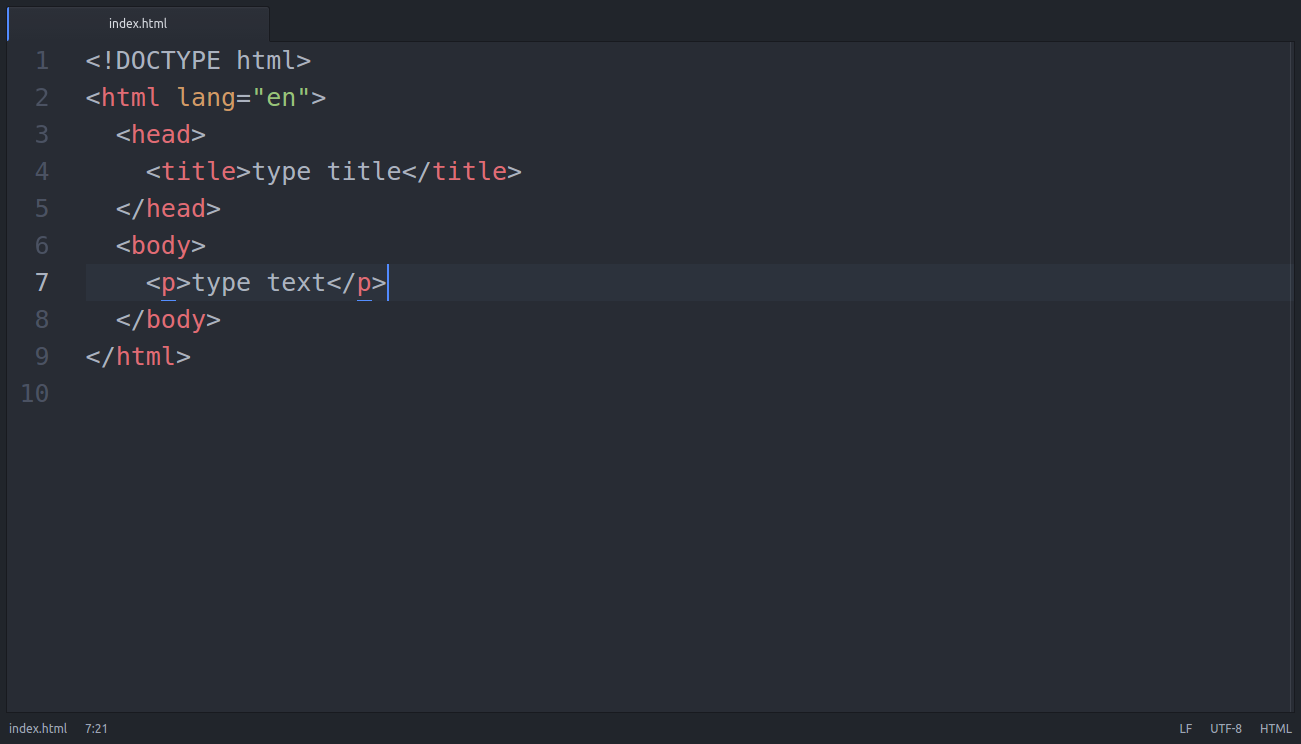 index.html
1 <!DOCTYPE html>
2 <html lang="en">
3   <head>
4     <title>type title</title>
5   </head>
6   <body>
7     <p>type text</p>
8   </body>
9 </html>
10
index.html 7:21 LF UTF-8 HTML